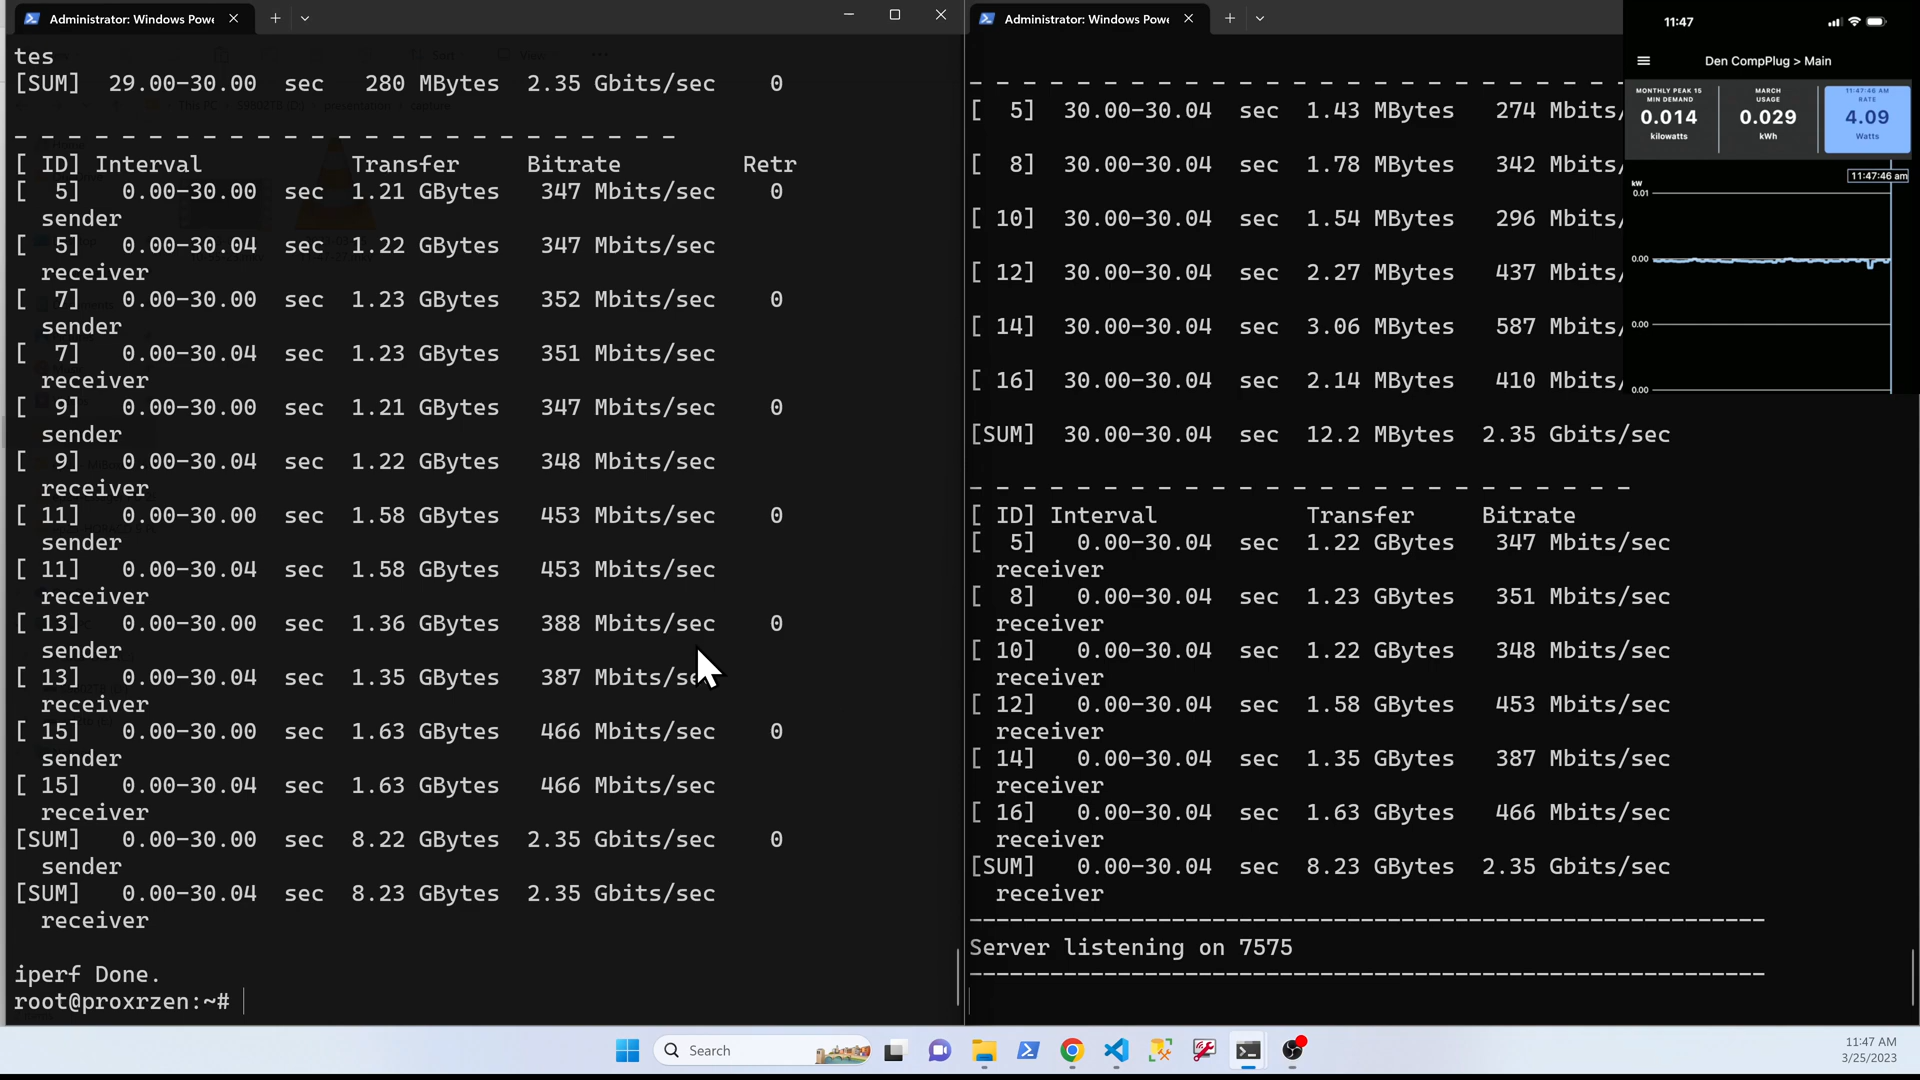 Administrator: Windows Powe
tes
[SUM]  29.00-30.00  sec   280 MBytes  2.35 Gbits/sec    0
- - - - - - - - - - - - - - - - - - - - - - - - -
[ ID] Interval           Transfer     Bitrate         Retr
[  5]   0.00-30.00  sec  1.21 GBytes   347 Mbits/sec    0
sender
[  5]   0.00-30.04  sec  1.22 GBytes   347 Mbits/sec
receiver
[  7]   0.00-30.00  sec  1.23 GBytes   352 Mbits/sec    0
sender
[  7]   0.00-30.04  sec  1.23 GBytes   351 Mbits/sec
receiver
[  9]   0.00-30.00  sec  1.21 GBytes   347 Mbits/sec    0
sender
[  9]   0.00-30.04  sec  1.22 GBytes   348 Mbits/sec
receiver
[ 11]   0.00-30.00  sec  1.58 GBytes   453 Mbits/sec    0
sender
[ 11]   0.00-30.04  sec  1.58 GBytes   453 Mbits/sec
receiver
[ 13]   0.00-30.00  sec  1.36 GBytes   388 Mbits/sec    0
sender
[ 13]   0.00-30.04  sec  1.35 GBytes   387 Mbits/sec
receiver
[ 15]   0.00-30.00  sec  1.63 GBytes   466 Mbits/sec    0
sender
[ 15]   0.00-30.04  sec  1.63 GBytes   466 Mbits/sec
receiver
[SUM]   0.00-30.00  sec  8.22 GBytes  2.35 Gbits/sec    0
sender
[SUM]   0.00-30.04  sec  8.23 GBytes  2.35 Gbits/sec
receiver
iperf Done.
root@proxrzen:~#
Administrator: Windows Powe
- - - - - - - - - - - - - - - - - - - - - - - - -
[  5]  30.00-30.04  sec  1.43 MBytes   274 Mbits/
[  8]  30.00-30.04  sec  1.78 MBytes   342 Mbits/
[ 10]  30.00-30.04  sec  1.54 MBytes   296 Mbits/
[ 12]  30.00-30.04  sec  2.27 MBytes   437 Mbits/
[ 14]  30.00-30.04  sec  3.06 MBytes   587 Mbits/
[ 16]  30.00-30.04  sec  2.14 MBytes   410 Mbits/
[SUM]  30.00-30.04  sec  12.2 MBytes  2.35 Gbits/sec
- - - - - - - - - - - - - - - - - - - - - - - - -
[ ID] Interval           Transfer     Bitrate
[  5]   0.00-30.04  sec  1.22 GBytes   347 Mbits/sec
receiver
[  8]   0.00-30.04  sec  1.23 GBytes   351 Mbits/sec
receiver
[ 10]   0.00-30.04  sec  1.22 GBytes   348 Mbits/sec
receiver
[ 12]   0.00-30.04  sec  1.58 GBytes   453 Mbits/sec
receiver
[ 14]   0.00-30.04  sec  1.35 GBytes   387 Mbits/sec
receiver
[ 16]   0.00-30.04  sec  1.63 GBytes   466 Mbits/sec
receiver
[SUM]   0.00-30.04  sec  8.23 GBytes  2.35 Gbits/sec
receiver
-----------------------------------------------------------
Server listening on 7575
-----------------------------------------------------------
11:47
Den CompPlug > Main
MONTHLY PEAK 15
MIN DEMAND
0.014
kilowatts
MARCH
USAGE
0.029
kWh
11:47:46 AM
RATE
4.09
Watts
11:47:46 am
kW
0.01
0.00
0.00
0.00
Search
11:47 AM
3/25/2023